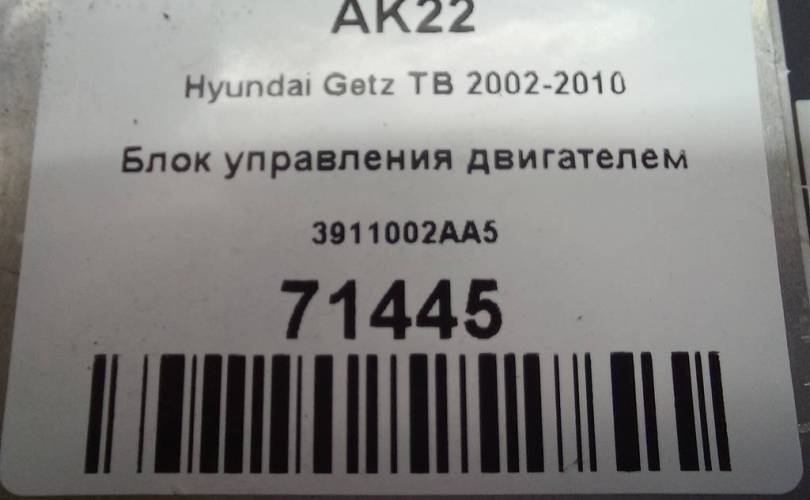 AK22
Hyundai Getz TB 2002-2010
Блок управления двигателем
3911002AA5
71445